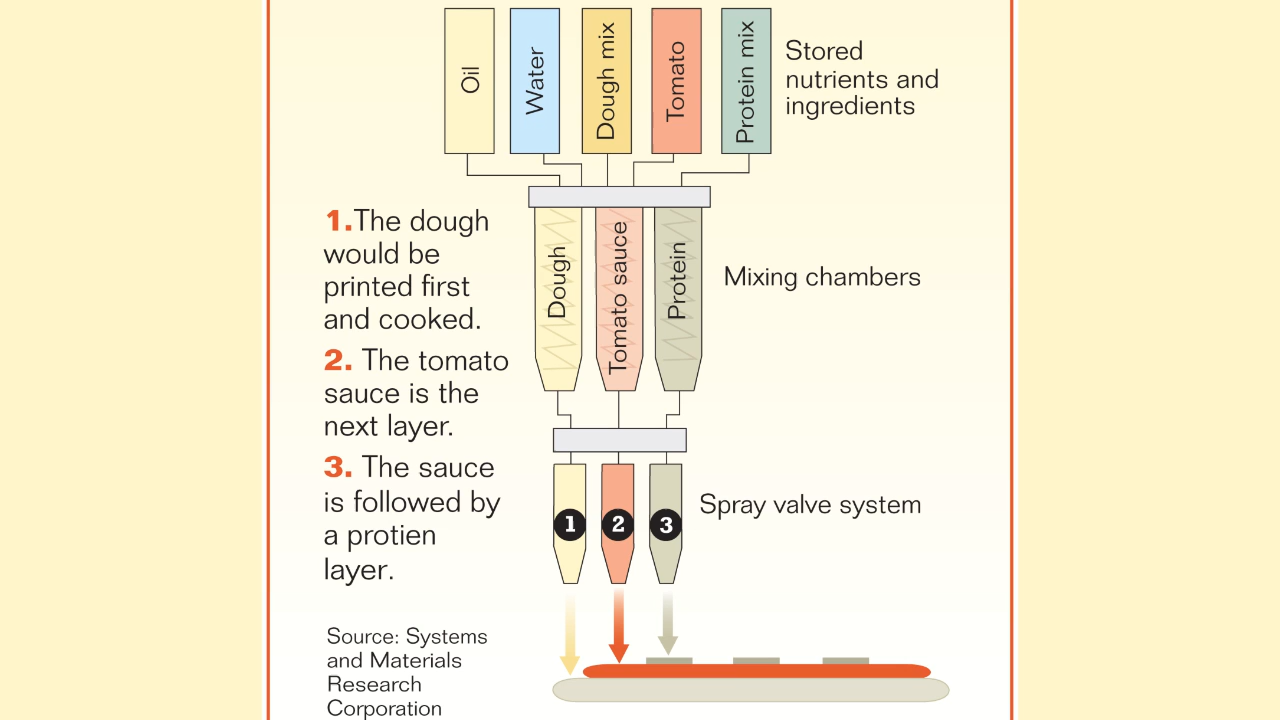 Oil
Water
Dough mix
Tomato
Protein mix
Stored
nutrients and
ingredients
1.The dough
would be
printed first
and cooked.
2. The tomato
sauce is the
next layer.
3. The sauce
is followed by
a protien
layer.
Dough
Tomato sauce
Protein
Mixing chambers
1
2
3
Spray valve system
Source: Systems
and Materials
Research
Corporation